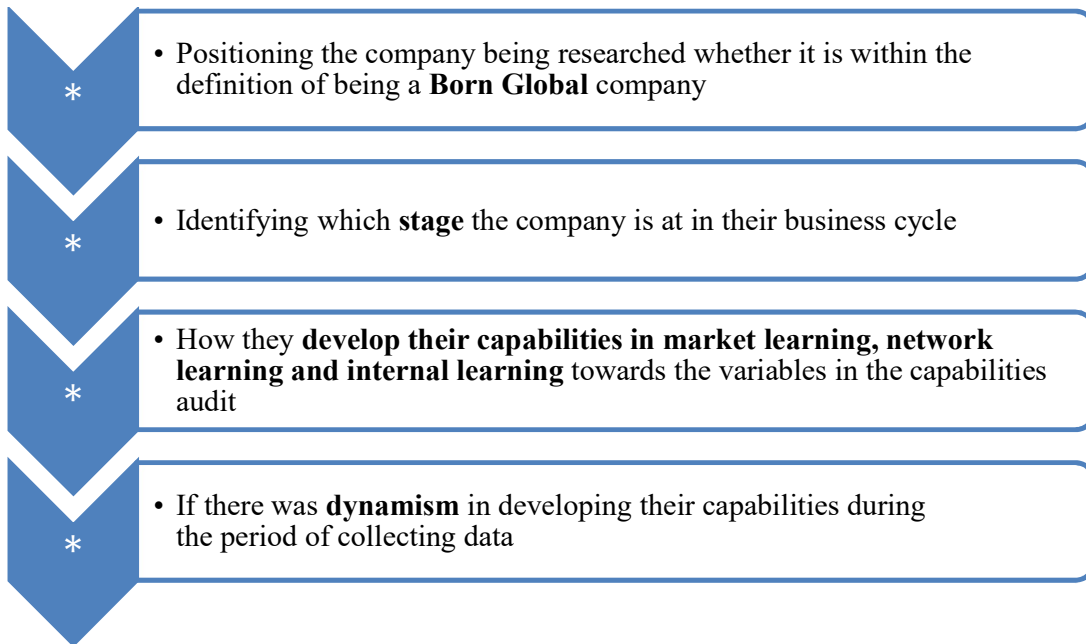 *
• Positioning the company being researched whether it is within the
definition of being a Born Global company
*
• Identifying which stage the company is at in their business cycle
*
• How they develop their capabilities in market learning, network
learning and internal learning towards the variables in the capabilities
audit
*
• If there was dynamism in developing their capabilities during
the period of collecting data